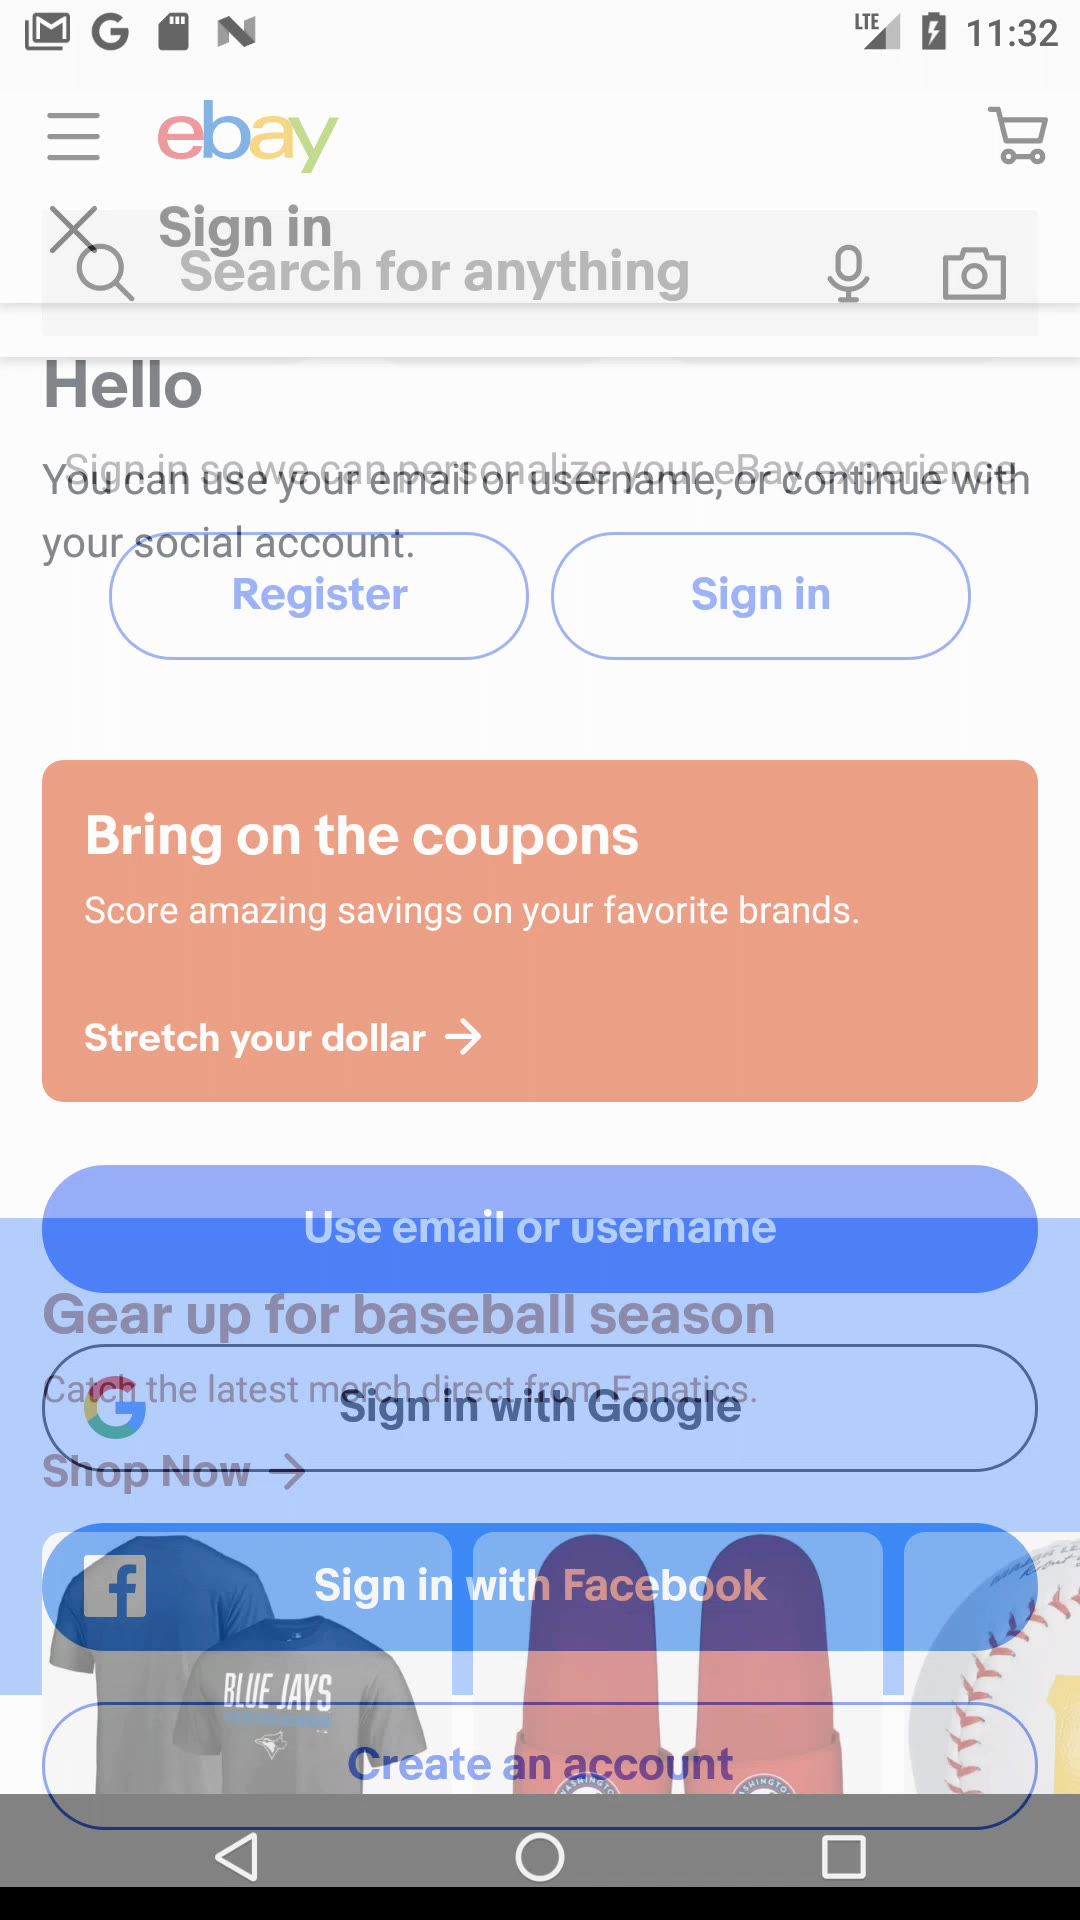 LTE 11:32
ebay
Sign in
Search for anything
Hello
Sign in so we can personalize your eBay experience
You can use your email or username, or continue with
your social account.
Register Sign in
Bring on the coupons
Score amazing savings on your favorite brands.
Stretch your dollar
Use email or username
Gear up for baseball season
Catch the latest merch direct from Fanatics.
Sign in with Google
Shop Now
Sign in with Facebook
BLUE JAYS
Create an account